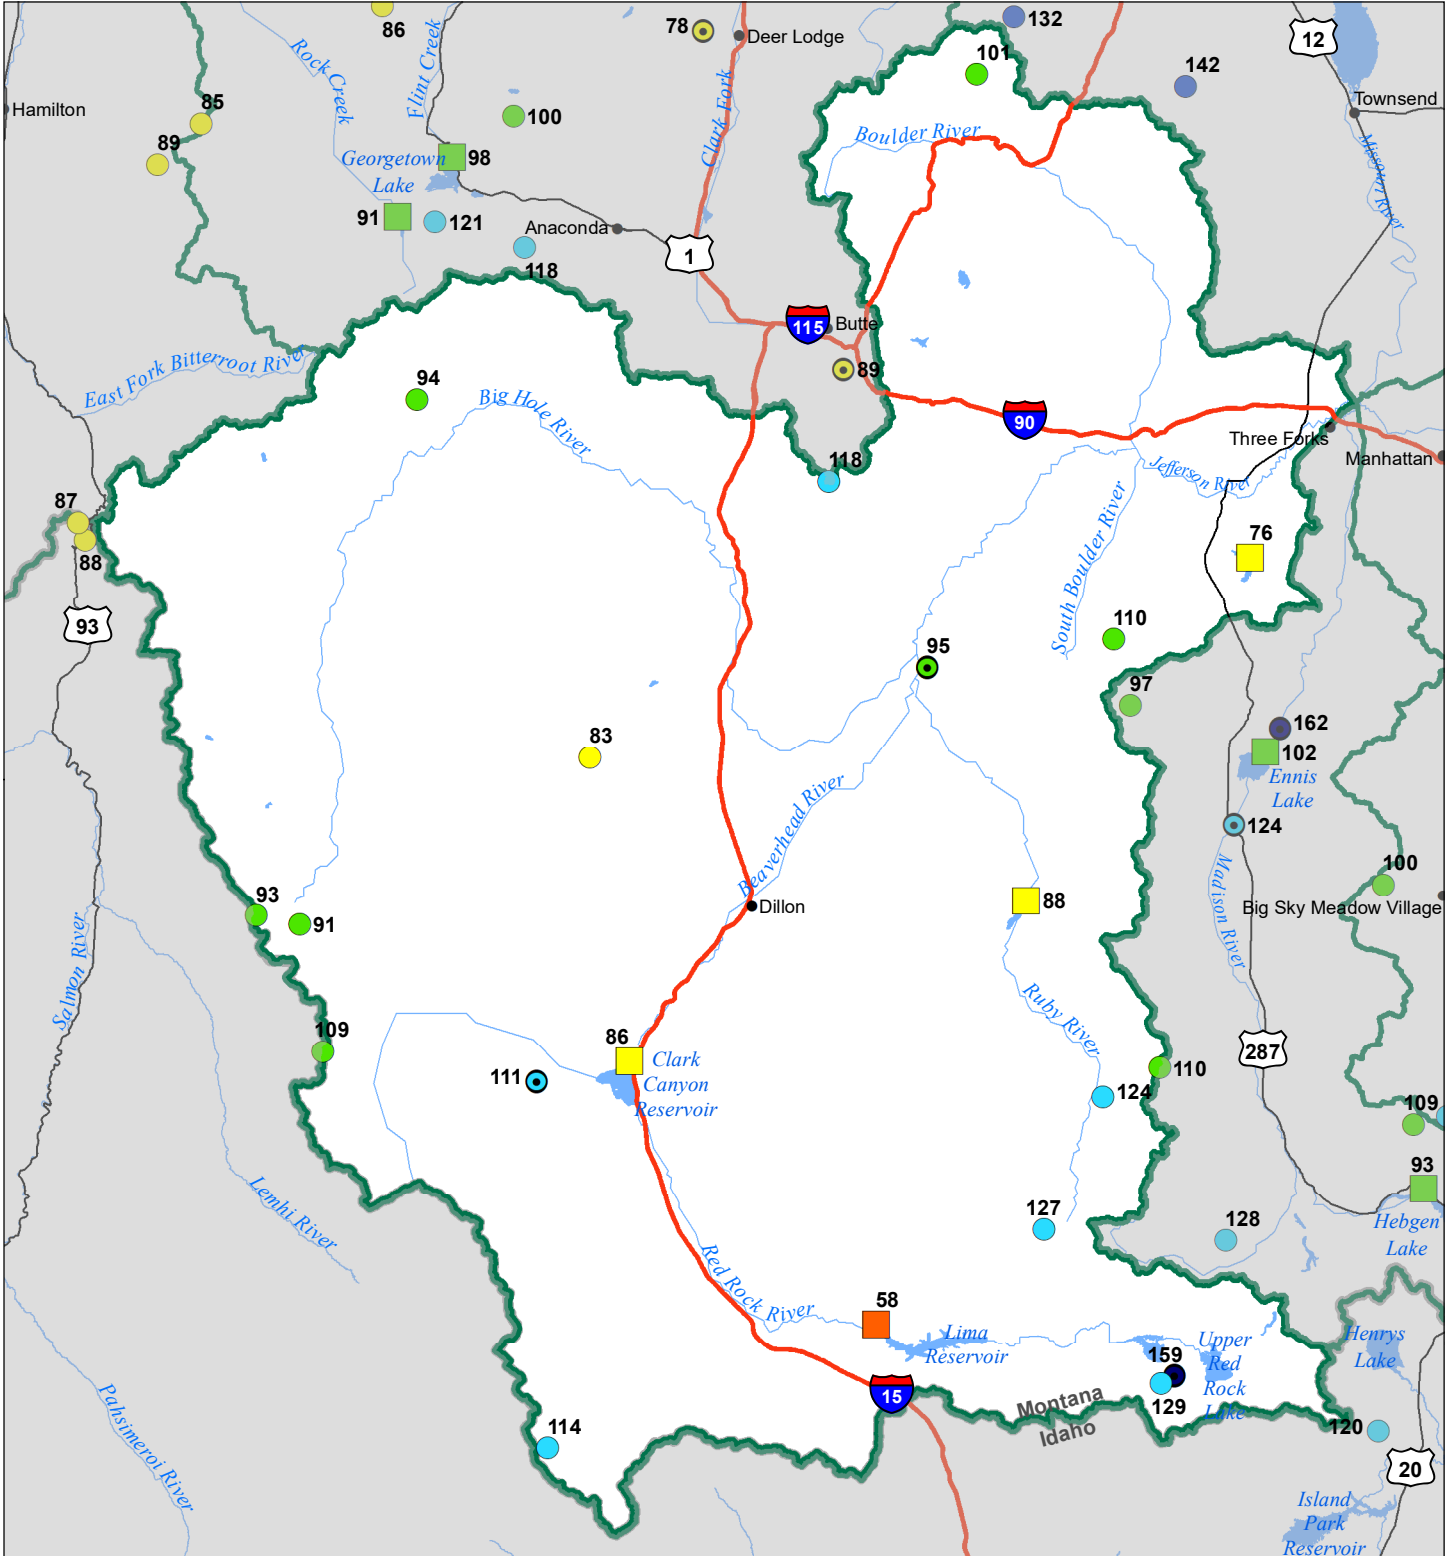 86
78
Deer Lodge
132
12
101
142
Rock Creek
Flint Creek
Clark Fork
Hamilton
85
100
Townsend
89
Boulder River
Missouri River
Georgetown
Lake
98
91
121
Anaconda
118
1
115
Butte
East Fork Bitterroot River
94
89
Big Hole River
90
Three Forks
Manhattan
118
Jefferson River
87
88
South Boulder River
76
93
110
95
97
162
102
Ennis
Lake
83
Beaverhead River
124
Madison River
100
Big Sky Meadow Village
93
91
Dillon
88
Salmon River
Ruby River
109
86
Clark
Canyon
Reservoir
111
287
110
124
109
93
Hebgen
Lake
Lemhi River
127
128
Red Rock River
58
Lima
Reservoir
Upper
Red
Rock
Lake
159
129
Henrys
Lake
15
Montana
Idaho
Pahsimeroi River
114
120
20
Island
Park
Reservoir